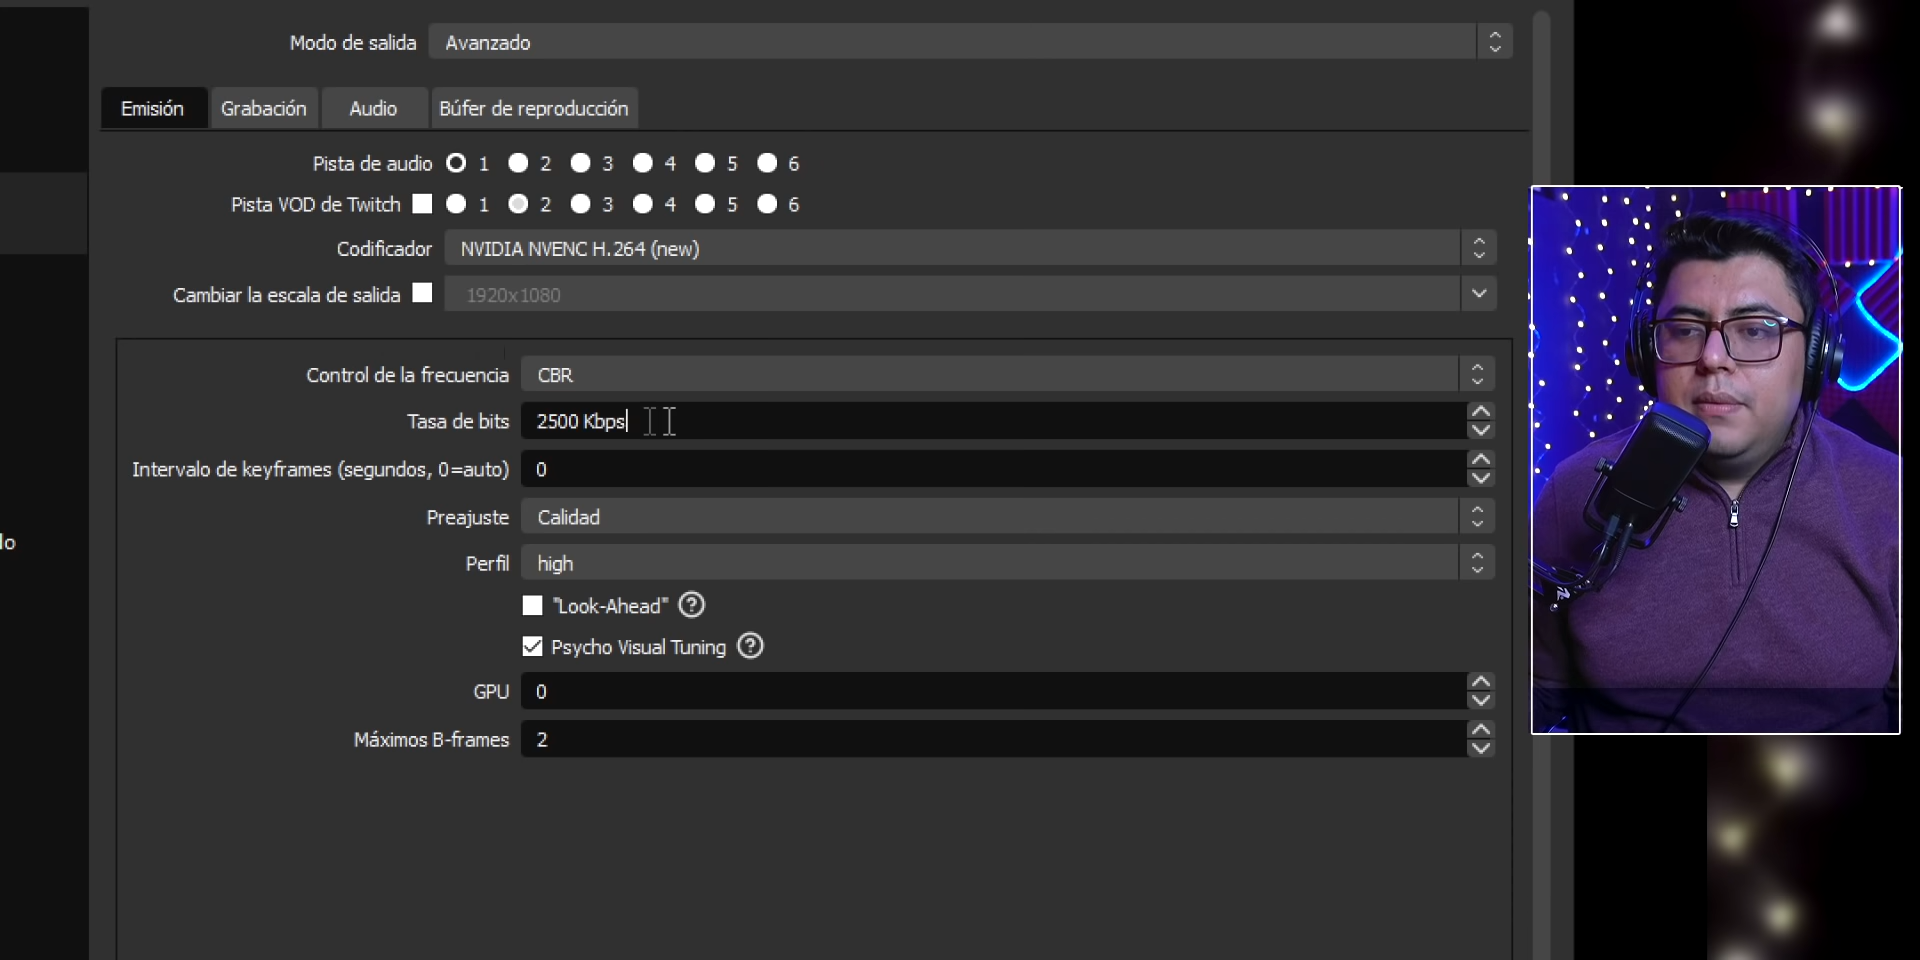 Modo de salida Avanzado
Emisión Grabación Audio Búfer de reproducción
Pista de audio 1 2 3 4 5 6
Pista VOD de Twitch 1 2 3 4 5 6
Codificador NVIDIA NVENC H.264 (new)
Cambiar la escala de salida 1920x1080
Control de la frecuencia CBR
Tasa de bits 2500 Kbps
Intervalo de keyframes (segundos, 0=auto) 0
Preajuste Calidad
lo
Perfil high
"Look-Ahead" ?
Psycho Visual Tuning ?
GPU 0
Máximos B-frames 2